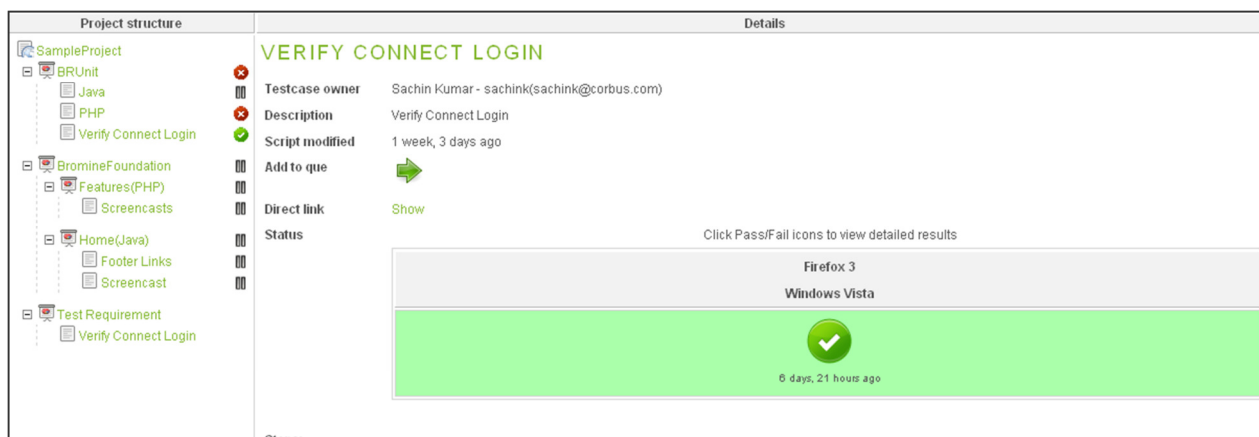 Project structure
SampleProject
BRUnit
Java
PHP
Verify Connect Login
BromineFoundation
Features(PHP)
Screencasts
Home(Java)
Footer Links
Screencast
Test Requirement
Verify Connect Login
Details
VERIFY CONNECT LOGIN
Testcase owner Sachin Kumar - sachink(sachink@corbus.com)
Description Verify Connect Login
Script modified 1 week, 3 days ago
Add to que
Direct link Show
Status Click Pass/Fail icons to view detailed results
Firefox 3
Windows Vista
6 days, 21 hours ago